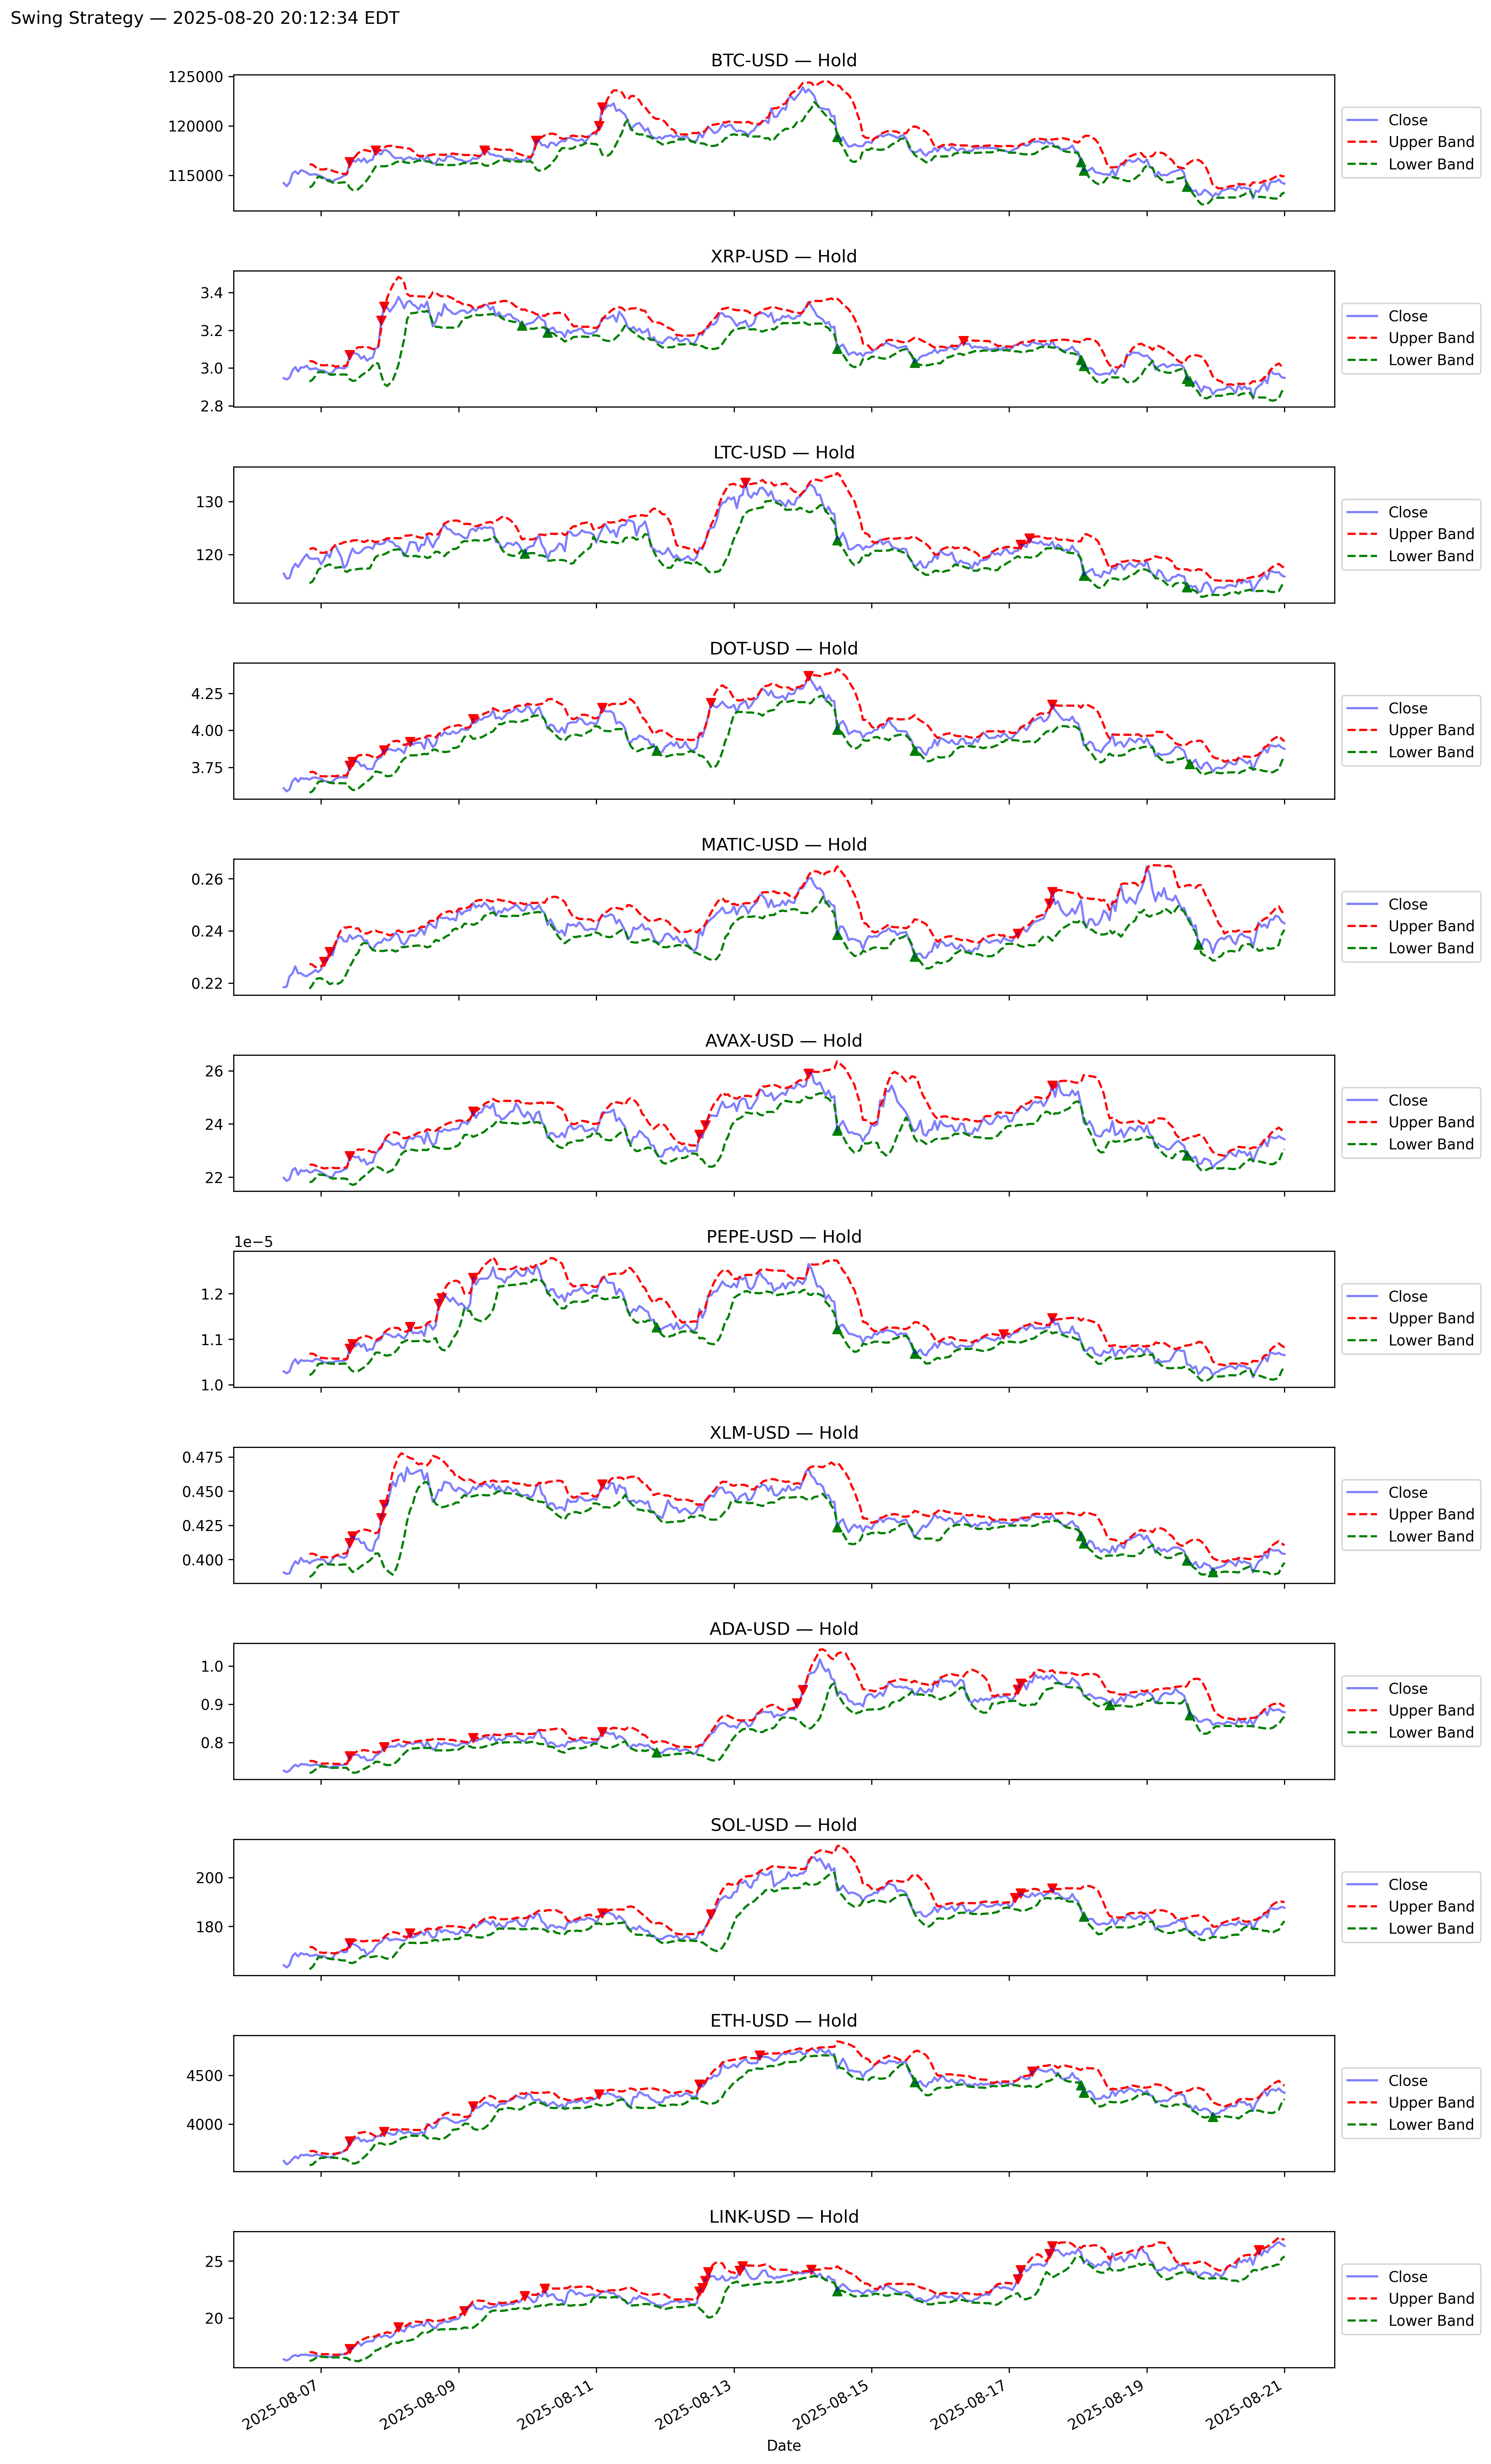 Swing Strategy — 2025-08-20 20:12:34 EDT
BTC-USD — Hold
125000
120000
115000
Close
Upper Band
Lower Band
XRP-USD — Hold
3.4
3.2
3.0
2.8
Close
Upper Band
Lower Band
LTC-USD — Hold
130
120
Close
Upper Band
Lower Band
DOT-USD — Hold
4.25
4.00
3.75
Close
Upper Band
Lower Band
MATIC-USD — Hold
0.26
0.24
0.22
Close
Upper Band
Lower Band
AVAX-USD — Hold
26
24
22
Close
Upper Band
Lower Band
PEPE-USD — Hold
1e−5
1.2
1.1
1.0
Close
Upper Band
Lower Band
XLM-USD — Hold
0.475
0.450
0.425
0.400
Close
Upper Band
Lower Band
ADA-USD — Hold
1.0
0.9
0.8
Close
Upper Band
Lower Band
SOL-USD — Hold
200
180
Close
Upper Band
Lower Band
ETH-USD — Hold
4500
4000
Close
Upper Band
Lower Band
LINK-USD — Hold
25
20
Close
Upper Band
Lower Band
2025-08-07
2025-08-09
2025-08-11
2025-08-13
2025-08-15
2025-08-17
2025-08-19
2025-08-21
Date